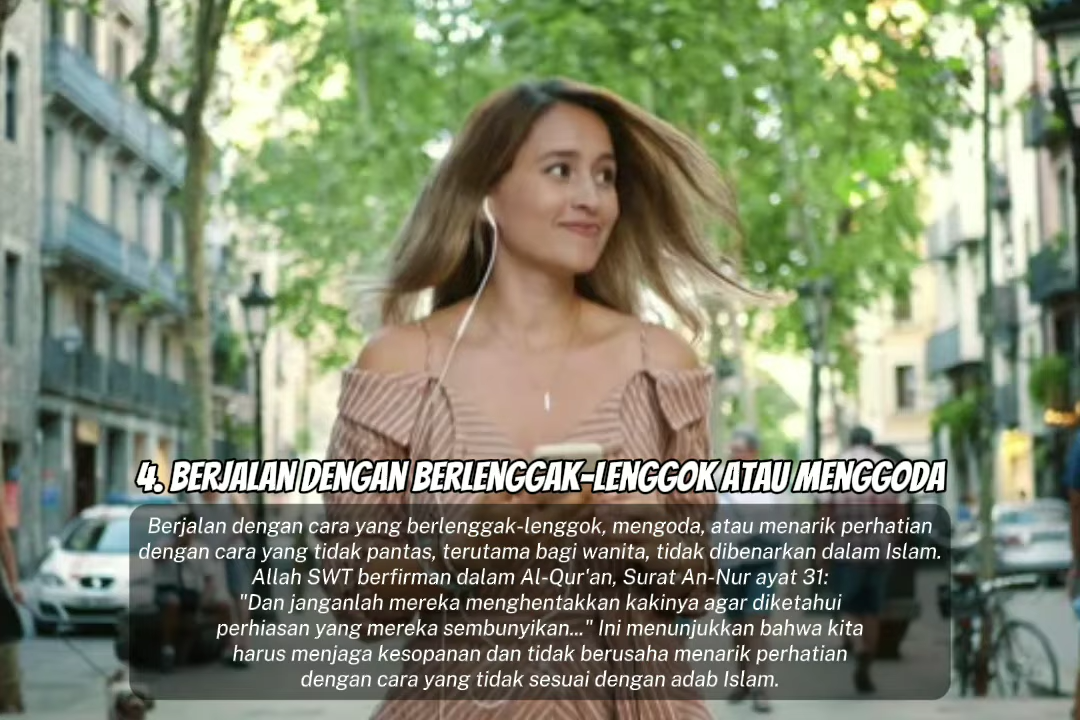 4. BERJALAN DENGAN BERLENGGAK-LENGGOK ATAU MENGGODA
Berjalan dengan cara yang berlenggak-lenggok, mengoda, atau menarik perhatian
dengan cara yang tidak pantas, terutama bagi wanita, tidak dibenarkan dalam Islam.
Allah SWT berfirman dalam Al-Qur'an, Surat An-Nur ayat 31:
"Dan janganlah mereka menghentakkan kakinya agar diketahui
perhiasan yang mereka sembunyikan..." Ini menunjukkan bahwa kita
harus menjaga kesopanan dan tidak berusaha menarik perhatian
dengan cara yang tidak sesuai dengan adab Islam.